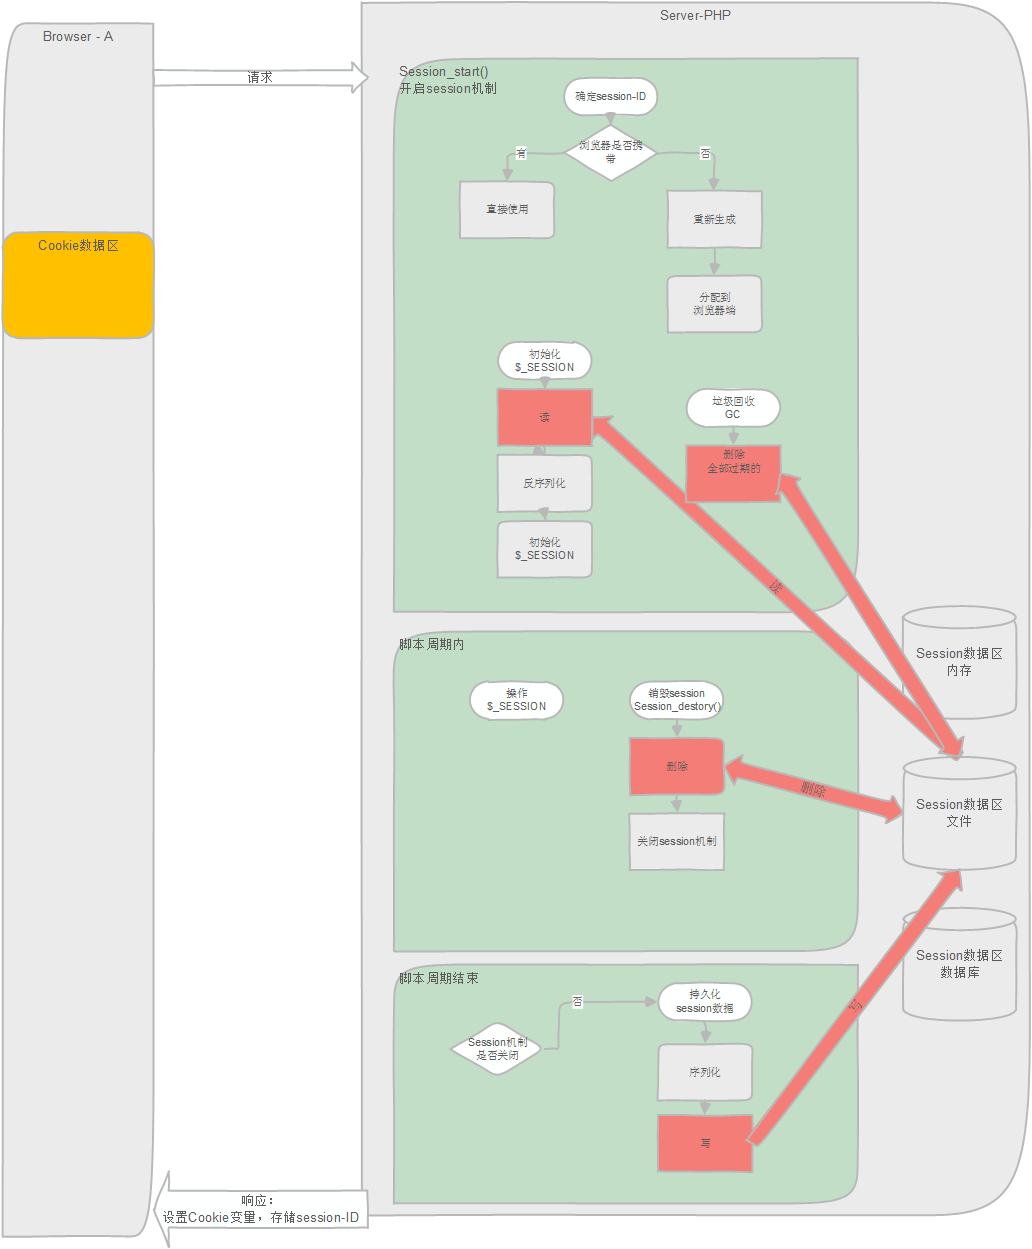 Browser - A
Server-PHP
请求
Session_start()
开启session机制
确定session-ID
浏览器是否携
带
有
否
直接使用
重新生成
分配到
浏览器端
Cookie数据区
初始化
$_SESSION
读
反序列化
初始化
$_SESSION
垃圾回收
GC
删除
全部过期的
读
Session数据区
内存
脚本周期内
操作
$_SESSION
销毁session
Session_destory()
删除
关闭session机制
删除
Session数据区
文件
Session数据区
数据库
脚本周期结束
Session机制
是否关闭
否
持久化
session数据
序列化
写
写
响应：
设置Cookie变量，存储session-ID